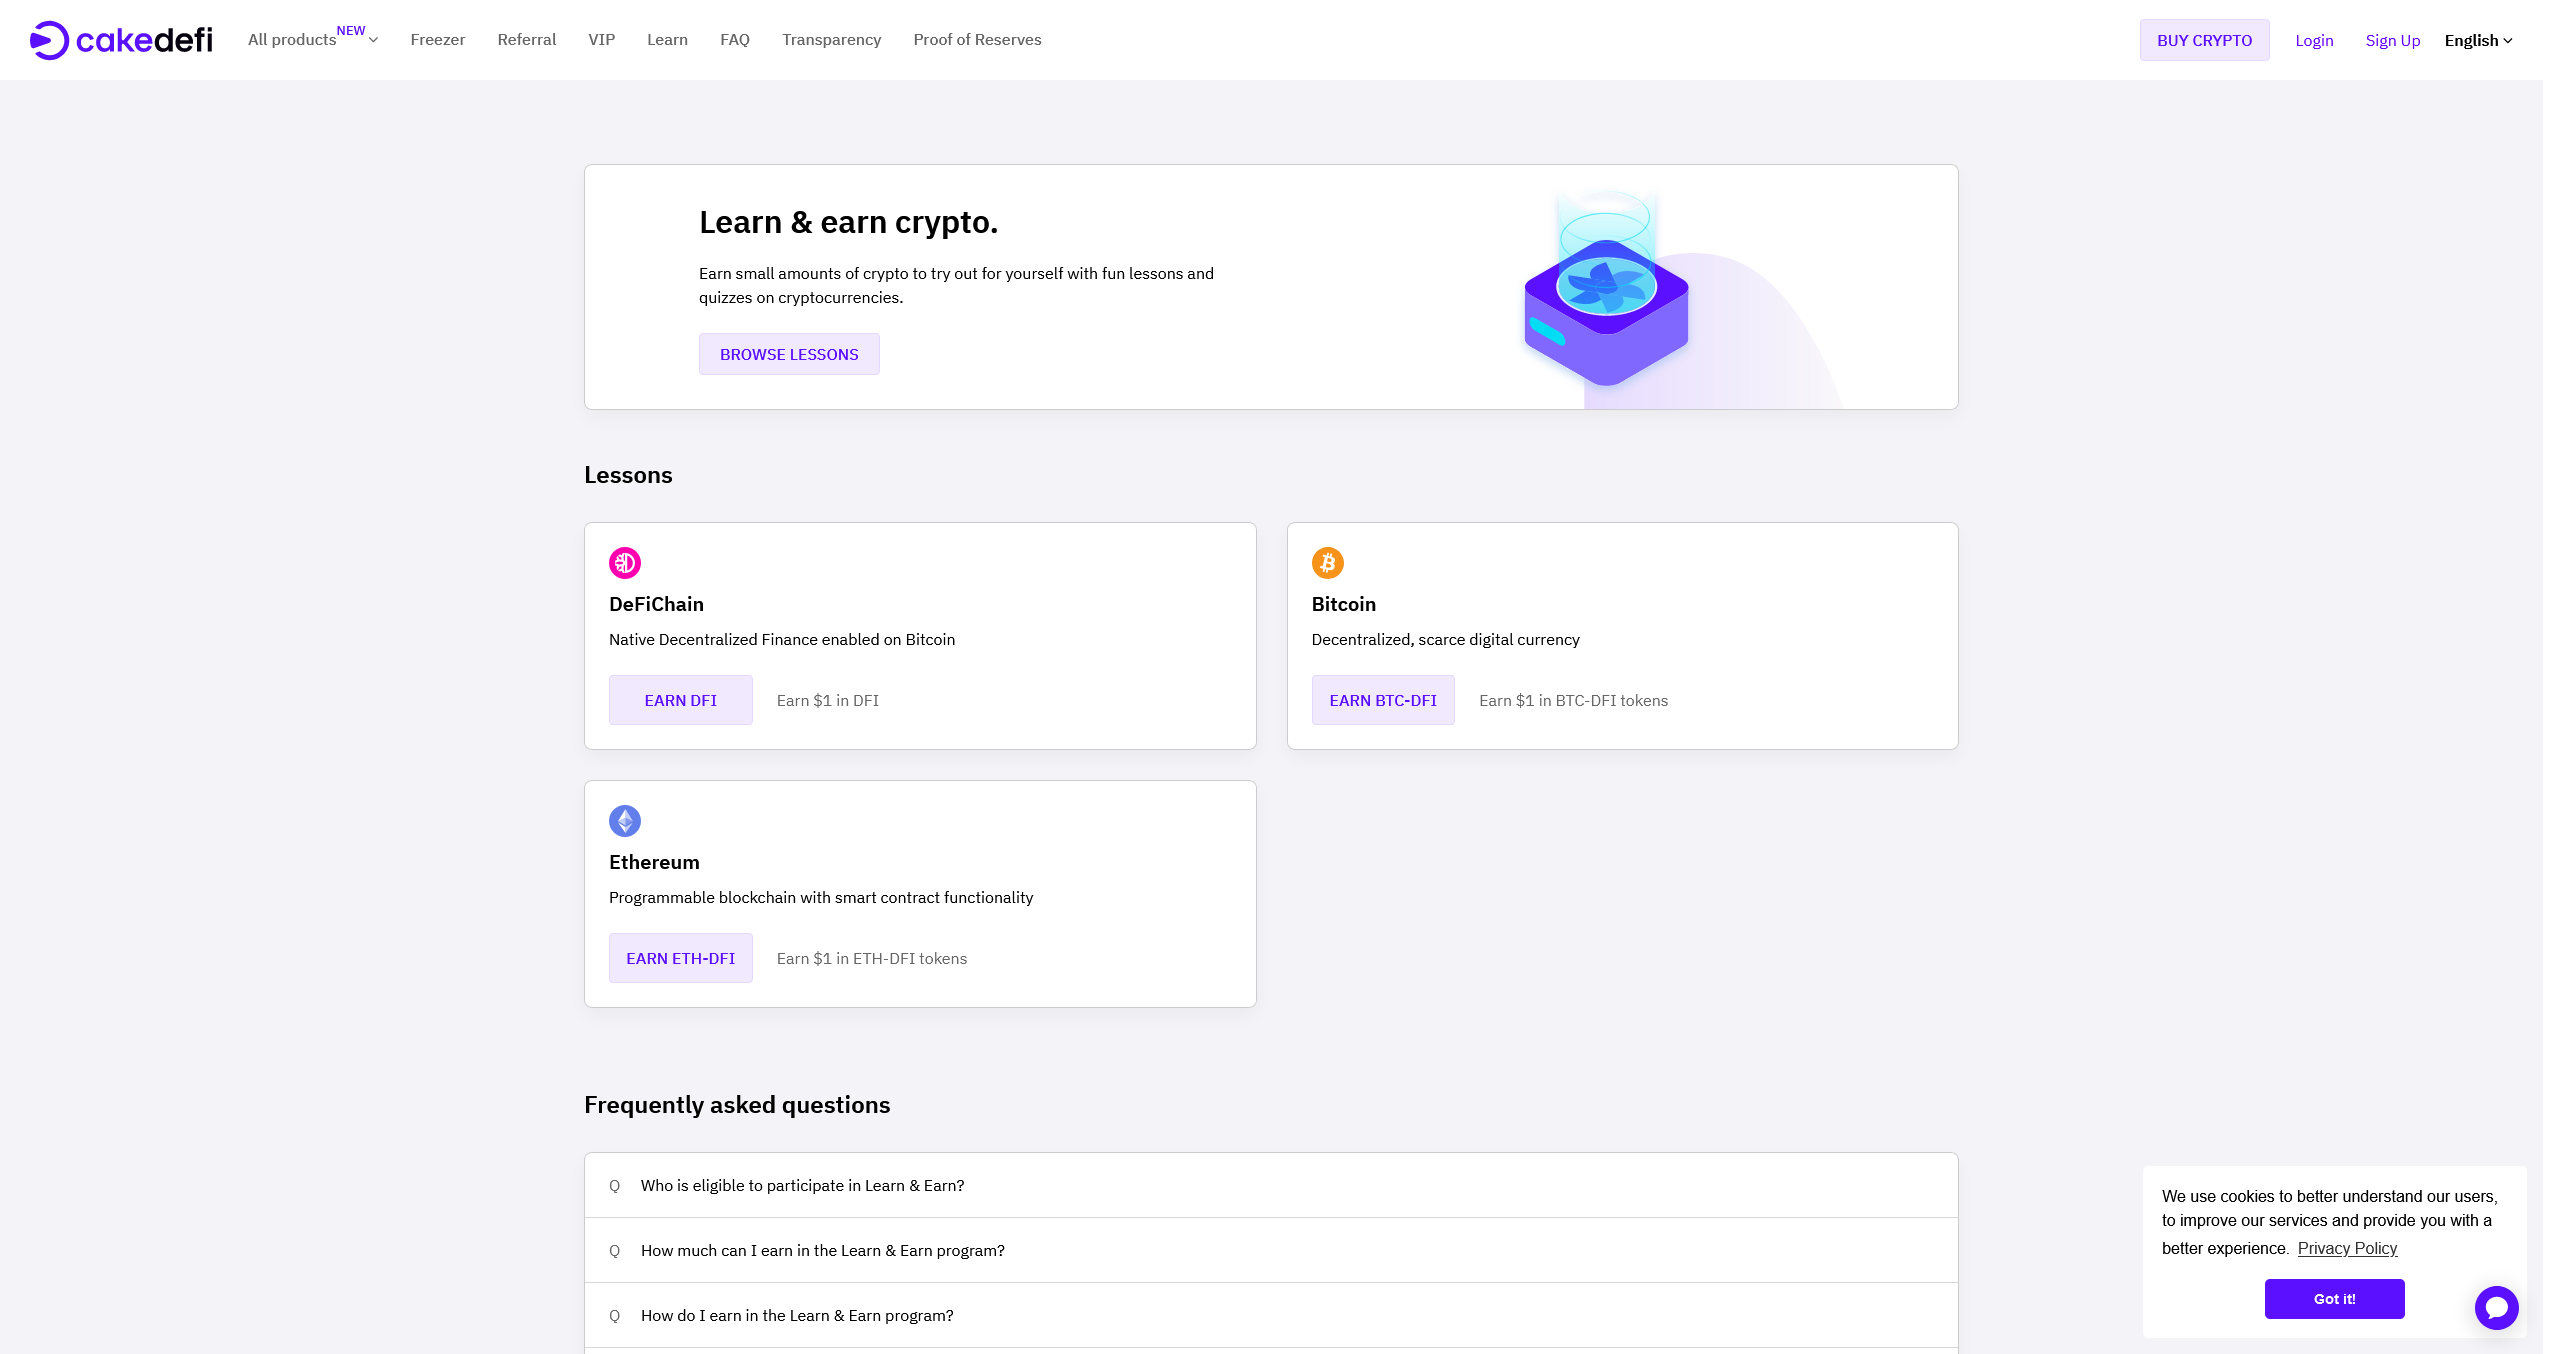 cakedefi
All products NEW
Freezer
Referral
VIP
Learn
FAQ
Transparency
Proof of Reserves
BUY CRYPTO
Login
Sign Up
English
Learn & earn crypto.
Earn small amounts of crypto to try out for yourself with fun lessons and
quizzes on cryptocurrencies.
BROWSE LESSONS
Lessons
DeFiChain
Native Decentralized Finance enabled on Bitcoin
EARN DFI
Earn $1 in DFI
Bitcoin
Decentralized, scarce digital currency
EARN BTC-DFI
Earn $1 in BTC-DFI tokens
Ethereum
Programmable blockchain with smart contract functionality
EARN ETH-DFI
Earn $1 in ETH-DFI tokens
Frequently asked questions
Q Who is eligible to participate in Learn & Earn?
Q How much can I earn in the Learn & Earn program?
Q How do I earn in the Learn & Earn program?
We use cookies to better understand our users,
to improve our services and provide you with a
better experience. Privacy Policy
Got it!